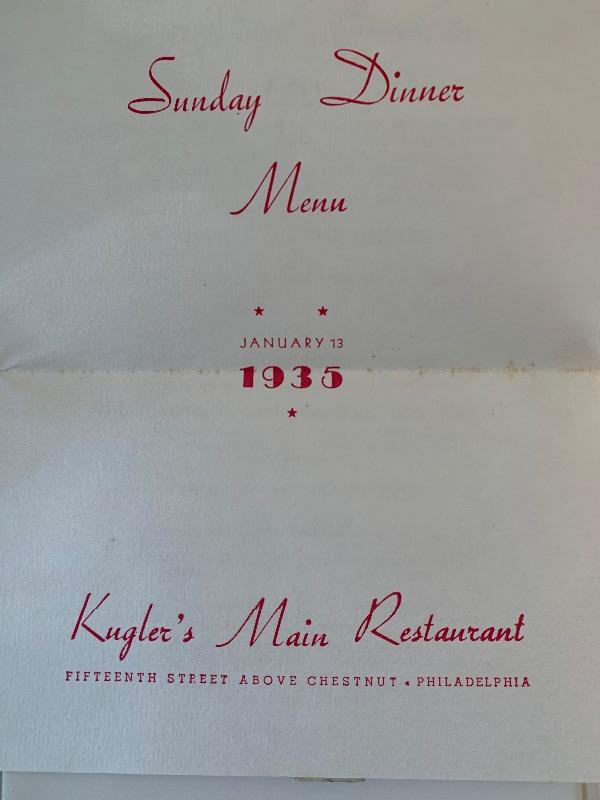 Sunday Dinner
Menu
JANUARY 13
1935
Kugler's Main Restaurant
FIFTEENTH STREET ABOVE CHESTNUT • PHILADELPHIA